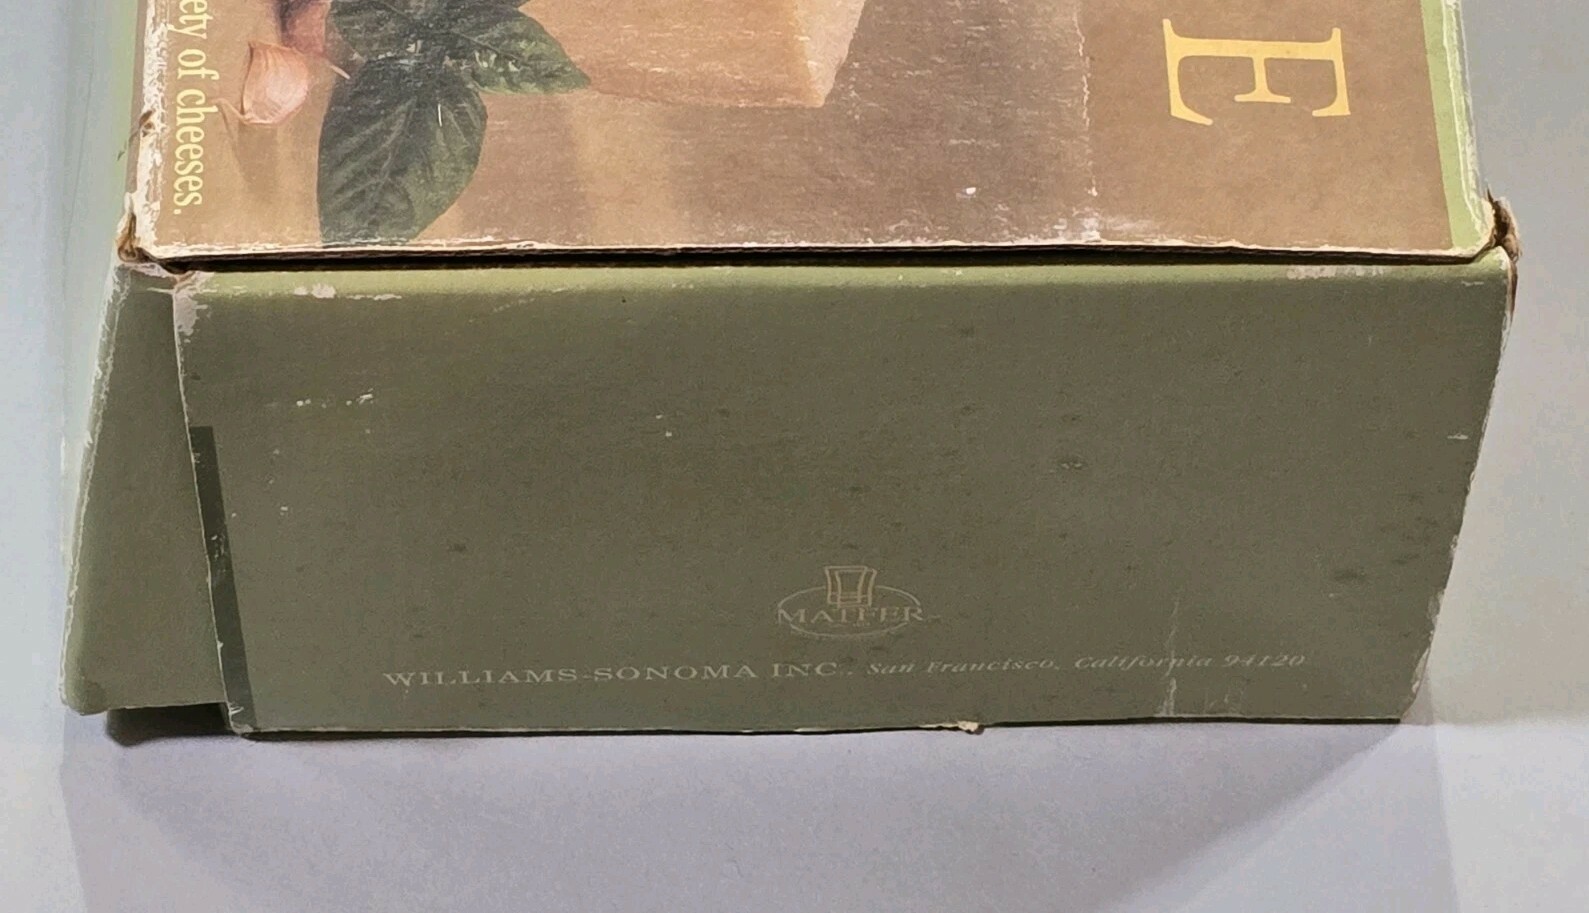 ety of cheeses.
E
MATFER
WILLIAMS-SONOMA INC., San Francisco, California 94120